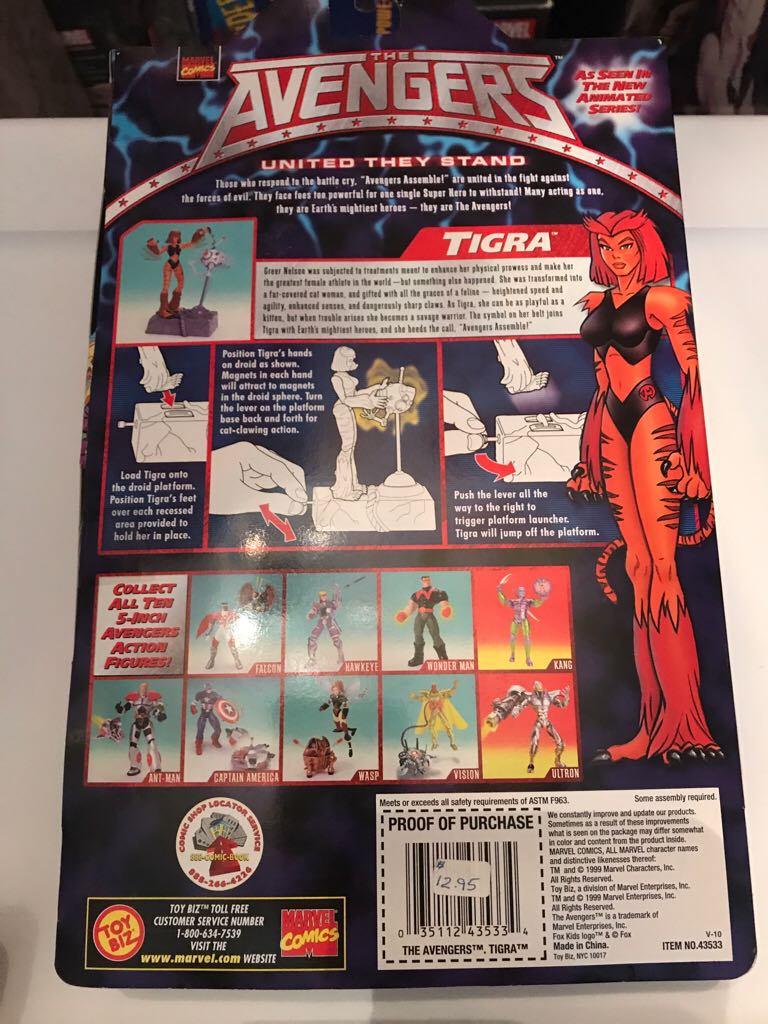 MARVEL
COMICS
THE
AVENGERS™
UNITED THEY STAND
AS SEEN IN
THE NEW
ANIMATED
SERIES!
Those who respond to the battle cry, "Avengers Assemble!" are united in the fight against
the forces of evil. They face foes too powerful for one single Super Hero to withstand! Many acting as one,
they are Earth's mightiest heroes — they are The Avengers!
TIGRA™
Greer Nelson was subjected to treatments meant to enhance her physical prowess and make her
the greatest female athlete in the world — but something else happened. She was transformed into
a fur-covered cat woman, and gifted with all the graces of a feline — heightened speed and
agility, enhanced senses, and dangerously sharp claws. As Tigra, she can be as playful as a
kitten, but when trouble arises she becomes a savage warrior. The symbol on her belt joins
Tigra with Earth's mightiest heroes, and she heeds the call, "Avengers Assemble!"
Load Tigra onto
the droid platform.
Position Tigra's feet
over each recessed
area provided to
hold her in place.
Position Tigra's hands
on droid as shown.
Magnets in each hand
will attract to magnets
in the droid sphere. Turn
the lever on the platform
base back and forth for
cat-clawing action.
Push the lever all the
way to the right to
trigger platform launcher.
Tigra will jump off the platform.
COLLECT
ALL TEN
5-INCH
AVENGERS
ACTION
FIGURES!
FALCON
HAWKEYE
WONDER MAN
KANG
ANT-MAN
CAPTAIN AMERICA
WASP
VISION
ULTRON
COMIC SHOP LOCATOR SERVICE
888-COMIC-BOOK
888-266-4226
TOY
BIZ
TOY BIZ™ TOLL FREE
CUSTOMER SERVICE NUMBER
1-800-634-7539
VISIT THE
www.marvel.com WEBSITE
MARVEL
COMICS
Meets or exceeds all safety requirements of ASTM F963.
Some assembly required.
PROOF OF PURCHASE
$
12.95
0 35112 43533 4
THE AVENGERS™. TIGRA™
We constantly improve and update our products.
Sometimes as a result of these improvements
what is seen on the package may differ somewhat
in color and content from the product inside.
MARVEL COMICS, ALL MARVEL character names
and distinctive likenesses thereof:
TM and © 1999 Marvel Characters, Inc.
All Rights Reserved.
Toy Biz, a division of Marvel Enterprises, Inc.
TM and © 1999 Marvel Enterprises, Inc.
All Rights Reserved.
The Avengers™ is a trademark of
Marvel Enterprises, Inc.
Fox Kids logo™ & © Fox
Made in China.
Toy Biz, NYC 10017
V-10
ITEM NO.43533